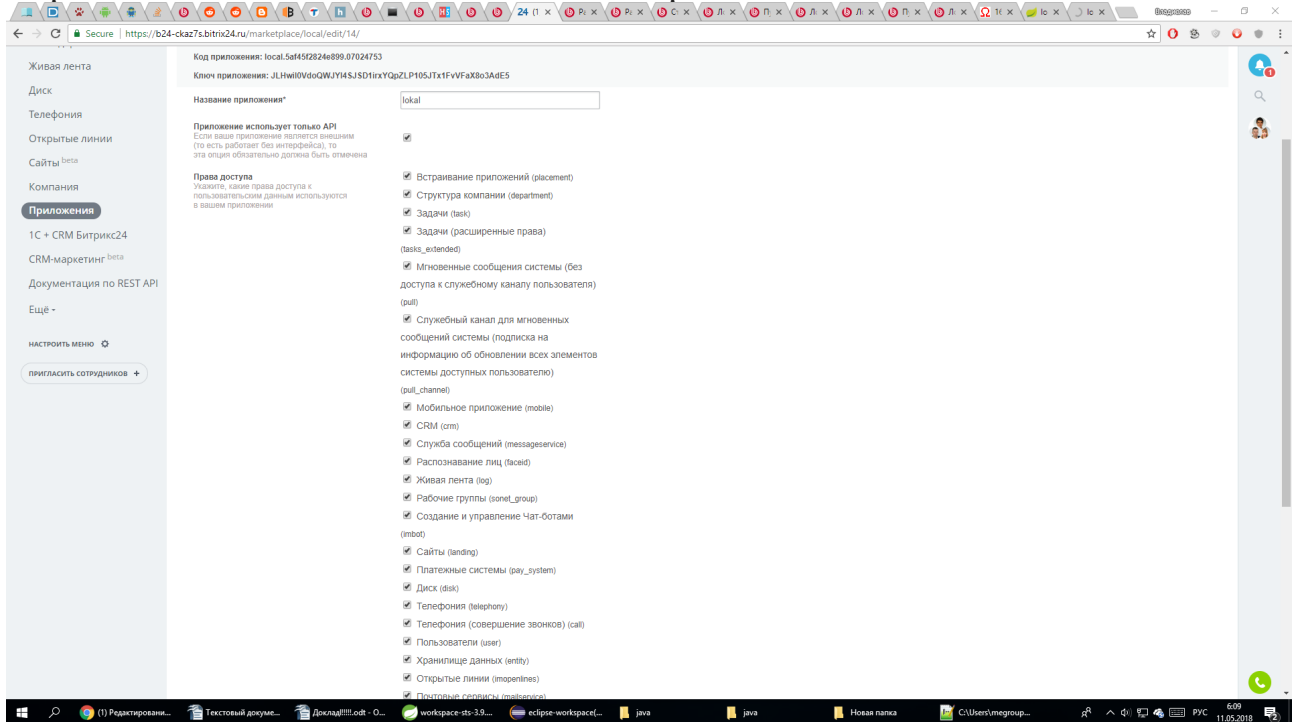 24 (1
Владислав
Secure | https://b24-ckaz7s.bitrix24.ru/marketplace/local/edit/14/
Живая лента
Диск
Телефония
Открытые линии
Сайты beta
Компания
Приложения
1С + CRM Битрикс24
CRM-маркетинг beta
Документация по REST API
Ещё
НАСТРОИТЬ МЕНЮ
ПРИГЛАСИТЬ СОТРУДНИКОВ +
Код приложения: local.5af45f2824e899.07024753
Ключ приложения: JLHwil0VdoQWJYI4SJSD1irxYQpZLP105JTx1FvVFaX8o3AdE5
Название приложения*
lokal
Приложение использует только API
Если ваше приложение является внешним
(то есть работает без интерфейса), то
эта опция обязательно должна быть отмечена
Права доступа
Укажите, какие права доступа к
пользовательским данным используются
в вашем приложении
Встраивание приложений (placement)
Структура компании (department)
Задачи (task)
Задачи (расширенные права)
(tasks_extended)
Мгновенные сообщения системы (без
доступа к служебному каналу пользователя)
(pull)
Служебный канал для мгновенных
сообщений системы (подписка на
информацию об обновлении всех элементов
системы доступных пользователю)
(pull_channel)
Мобильное приложение (mobile)
CRM (crm)
Служба сообщений (messageservice)
Распознавание лиц (faceid)
Живая лента (log)
Рабочие группы (sonet_group)
Создание и управление Чат-ботами
(imbot)
Сайты (landing)
Платежные системы (pay_system)
Диск (disk)
Телефония (telephony)
Телефония (совершение звонков) (call)
Пользователи (user)
Хранилище данных (entity)
Открытые линии (imopenlines)
Почтовые сервисы (mailservice)
(1) Редактировани...
Текстовый докуме...
Доклад!!!!!.odt - O...
workspace-sts-3.9....
eclipse-workspace(...
java
java
Новая папка
C:\Users\megroup...
РУС
6:09
11.05.2018